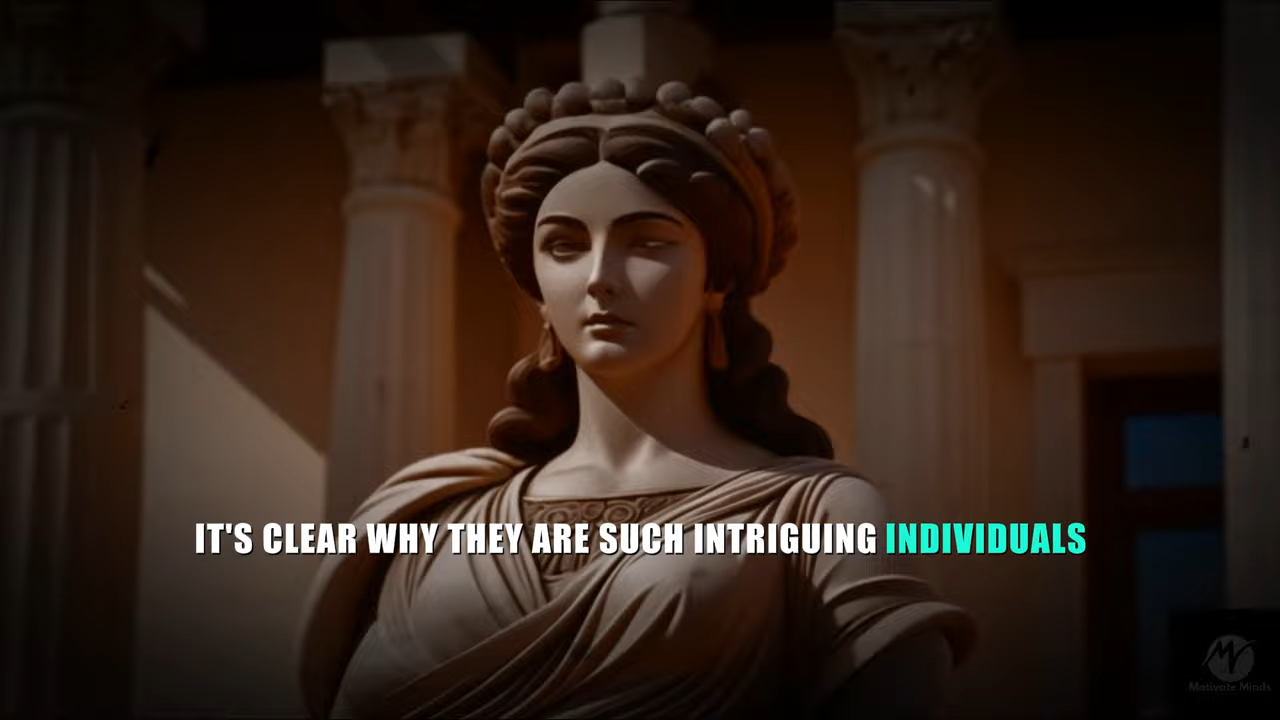 IT'S CLEAR WHY THEY ARE SUCH INTRIGUING INDIVIDUALS
Motivate Minds